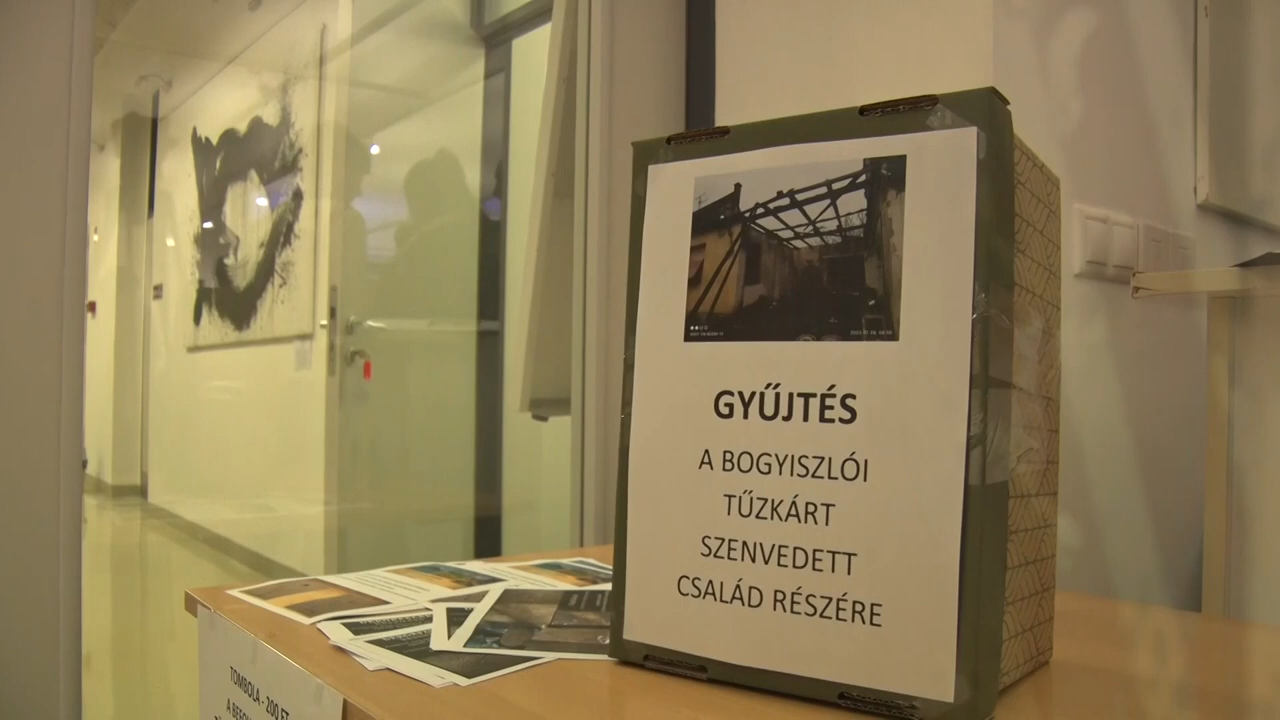 GYŰJTÉS
A BOGYISZLÓI
TŰZKÁRT
SZENVEDETT
CSALÁD RÉSZÉRE
TOMBOLA - 200 FT